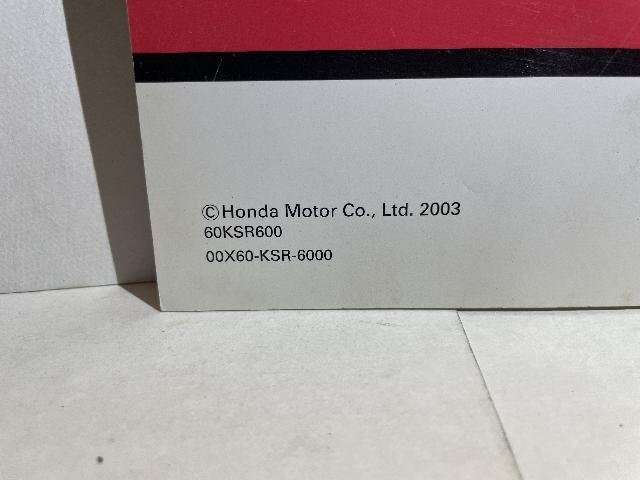 ©Honda Motor Co., Ltd. 2003
60KSR600
00X60-KSR-6000